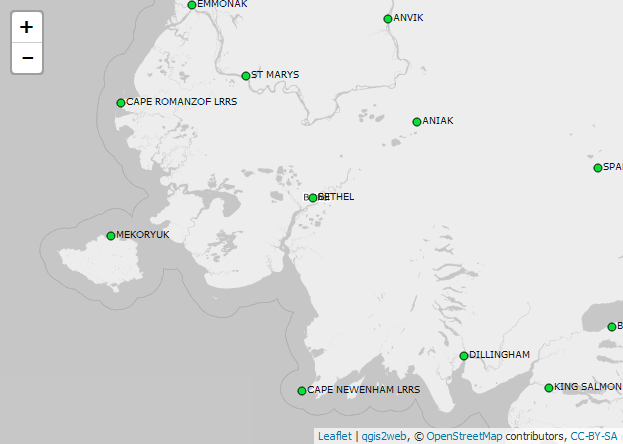 EMMONAK
ANVIK
+
−
ST MARYS
CAPE ROMANZOF LRRS
ANIAK
SPA
BETHEL
MEKORYUK
B
DILLINGHAM
CAPE NEWENHAM LRRS
KING SALMON
Leaflet | qgis2web, © OpenStreetMap contributors, CC-BY-SA